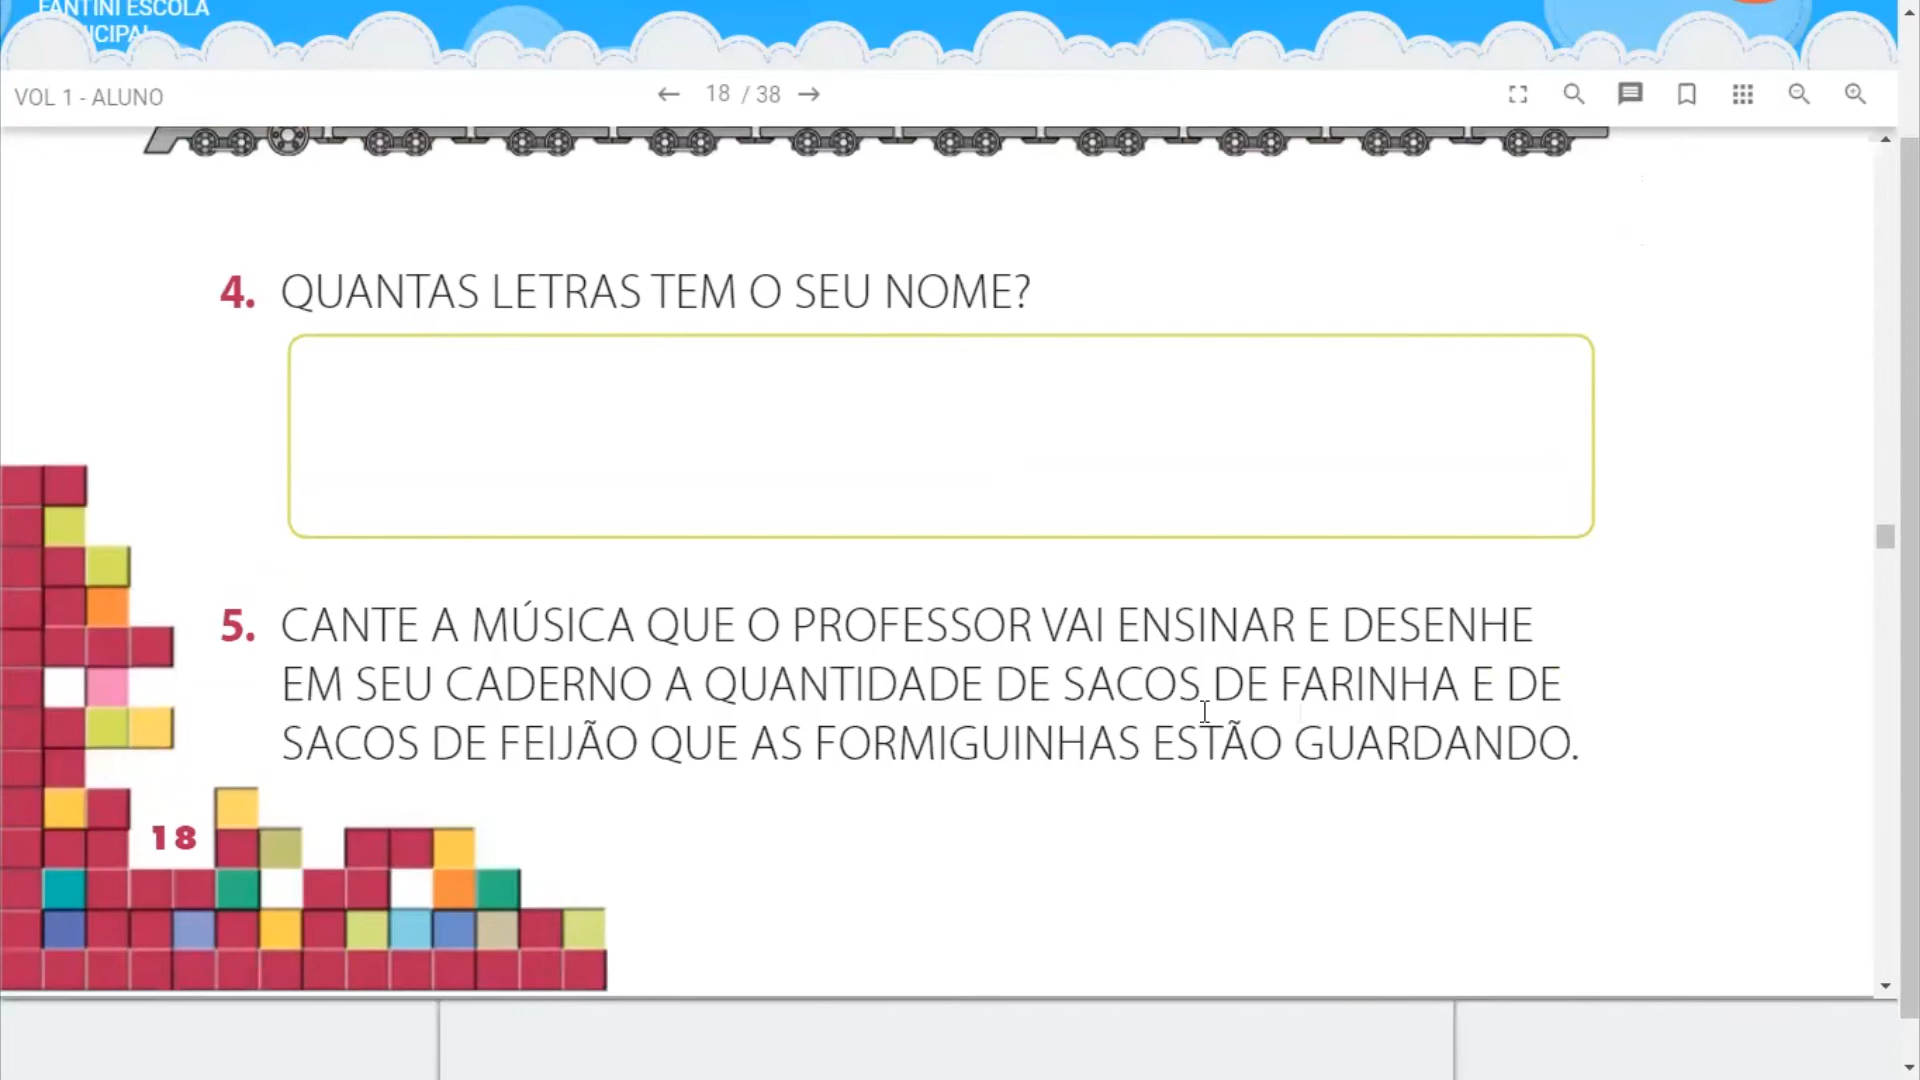 FANTINI ESCOLA
VOL 1 - ALUNO
18 / 38
4. QUANTAS LETRAS TEM O SEU NOME?
5. CANTE A MÚSICA QUE O PROFESSOR VAI ENSINAR E DESENHE
EM SEU CADERNO A QUANTIDADE DE SACOS DE FARINHA E DE
SACOS DE FEIJÃO QUE AS FORMIGUINHAS ESTÃO GUARDANDO.
18